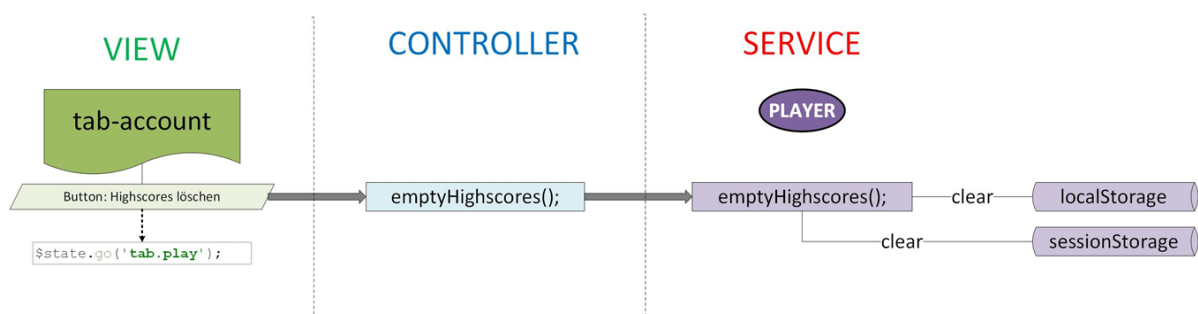 VIEW
CONTROLLER
SERVICE
PLAYER
tab-account
Button: Highscores löschen
emptyHighscores();
emptyHighscores();
clear
localStorage
clear
sessionStorage
$state.go('tab.play');